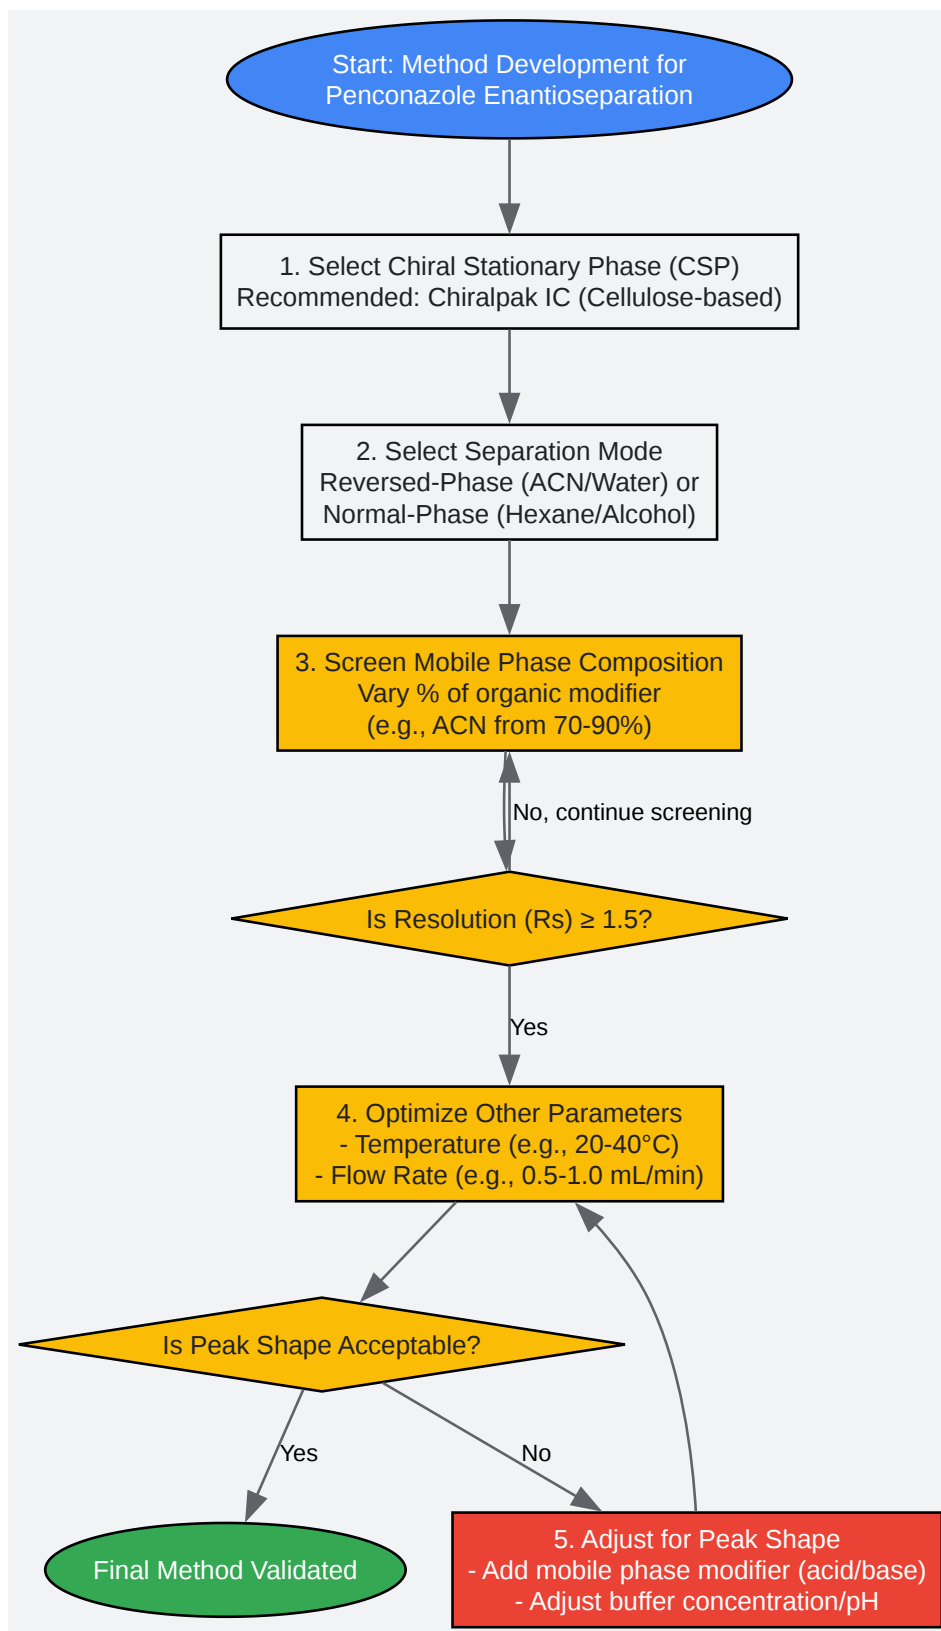 Start: Method Development for
Penconazole Enantioseparation
1. Select Chiral Stationary Phase (CSP)
Recommended: Chiralpak IC (Cellulose-based)
2. Select Separation Mode
Reversed-Phase (ACN/Water) or
Normal-Phase (Hexane/Alcohol)
3. Screen Mobile Phase Composition
Vary % of organic modifier
(e.g., ACN from 70-90%)
No, continue screening
Is Resolution (Rs) ≥ 1.5?
Yes
4. Optimize Other Parameters
- Temperature (e.g., 20-40°C)
- Flow Rate (e.g., 0.5-1.0 mL/min)
Is Peak Shape Acceptable?
Yes
No
Final Method Validated
5. Adjust for Peak Shape
- Add mobile phase modifier (acid/base)
- Adjust buffer concentration/pH